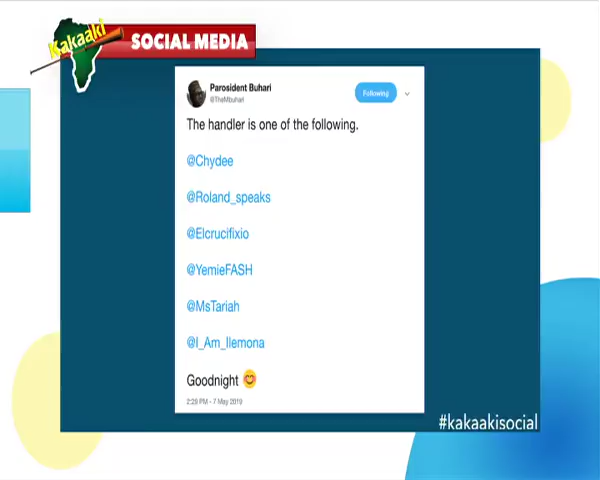 Kakaaki
SOCIAL MEDIA
Parosident Buhari
@TheMbuhari
Following
The handler is one of the following.
@Chydee
@Roland_speaks
@Elcrucifixio
@YemieFASH
@MsTariah
@I_Am_Ilemona
Goodnight
2:28 PM - 7 May 2019
#kakaakisocial